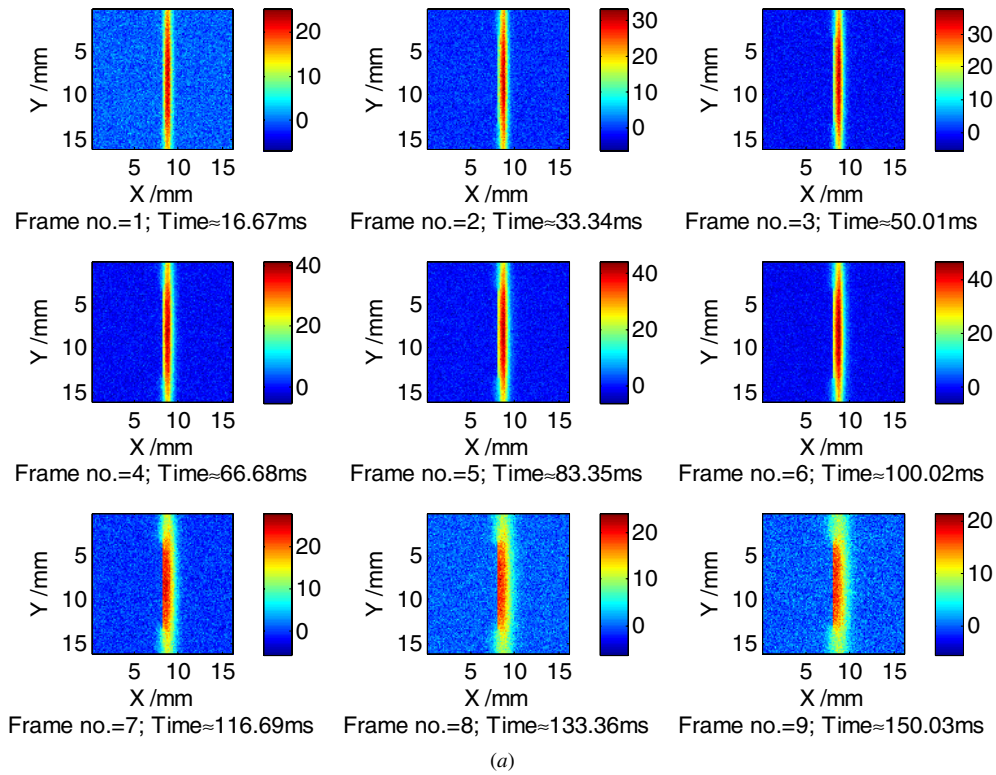 20
10
0
5
10
15
Y /mm
5 10 15
X /mm
Frame no.=1; Time≈16.67ms
30
20
10
0
5
10
15
Y /mm
5 10 15
X /mm
Frame no.=2; Time≈33.34ms
30
20
10
0
5
10
15
Y /mm
5 10 15
X /mm
Frame no.=3; Time≈50.01ms
40
20
0
5
10
15
Y /mm
5 10 15
X /mm
Frame no.=4; Time≈66.68ms
40
20
0
5
10
15
Y /mm
5 10 15
X /mm
Frame no.=5; Time≈83.35ms
40
20
0
5
10
15
Y /mm
5 10 15
X /mm
Frame no.=6; Time≈100.02ms
20
10
0
5
10
15
Y /mm
5 10 15
X /mm
Frame no.=7; Time≈116.69ms
20
10
0
5
10
15
Y /mm
5 10 15
X /mm
Frame no.=8; Time≈133.36ms
20
10
0
5
10
15
Y /mm
5 10 15
X /mm
Frame no.=9; Time≈150.03ms
(a)